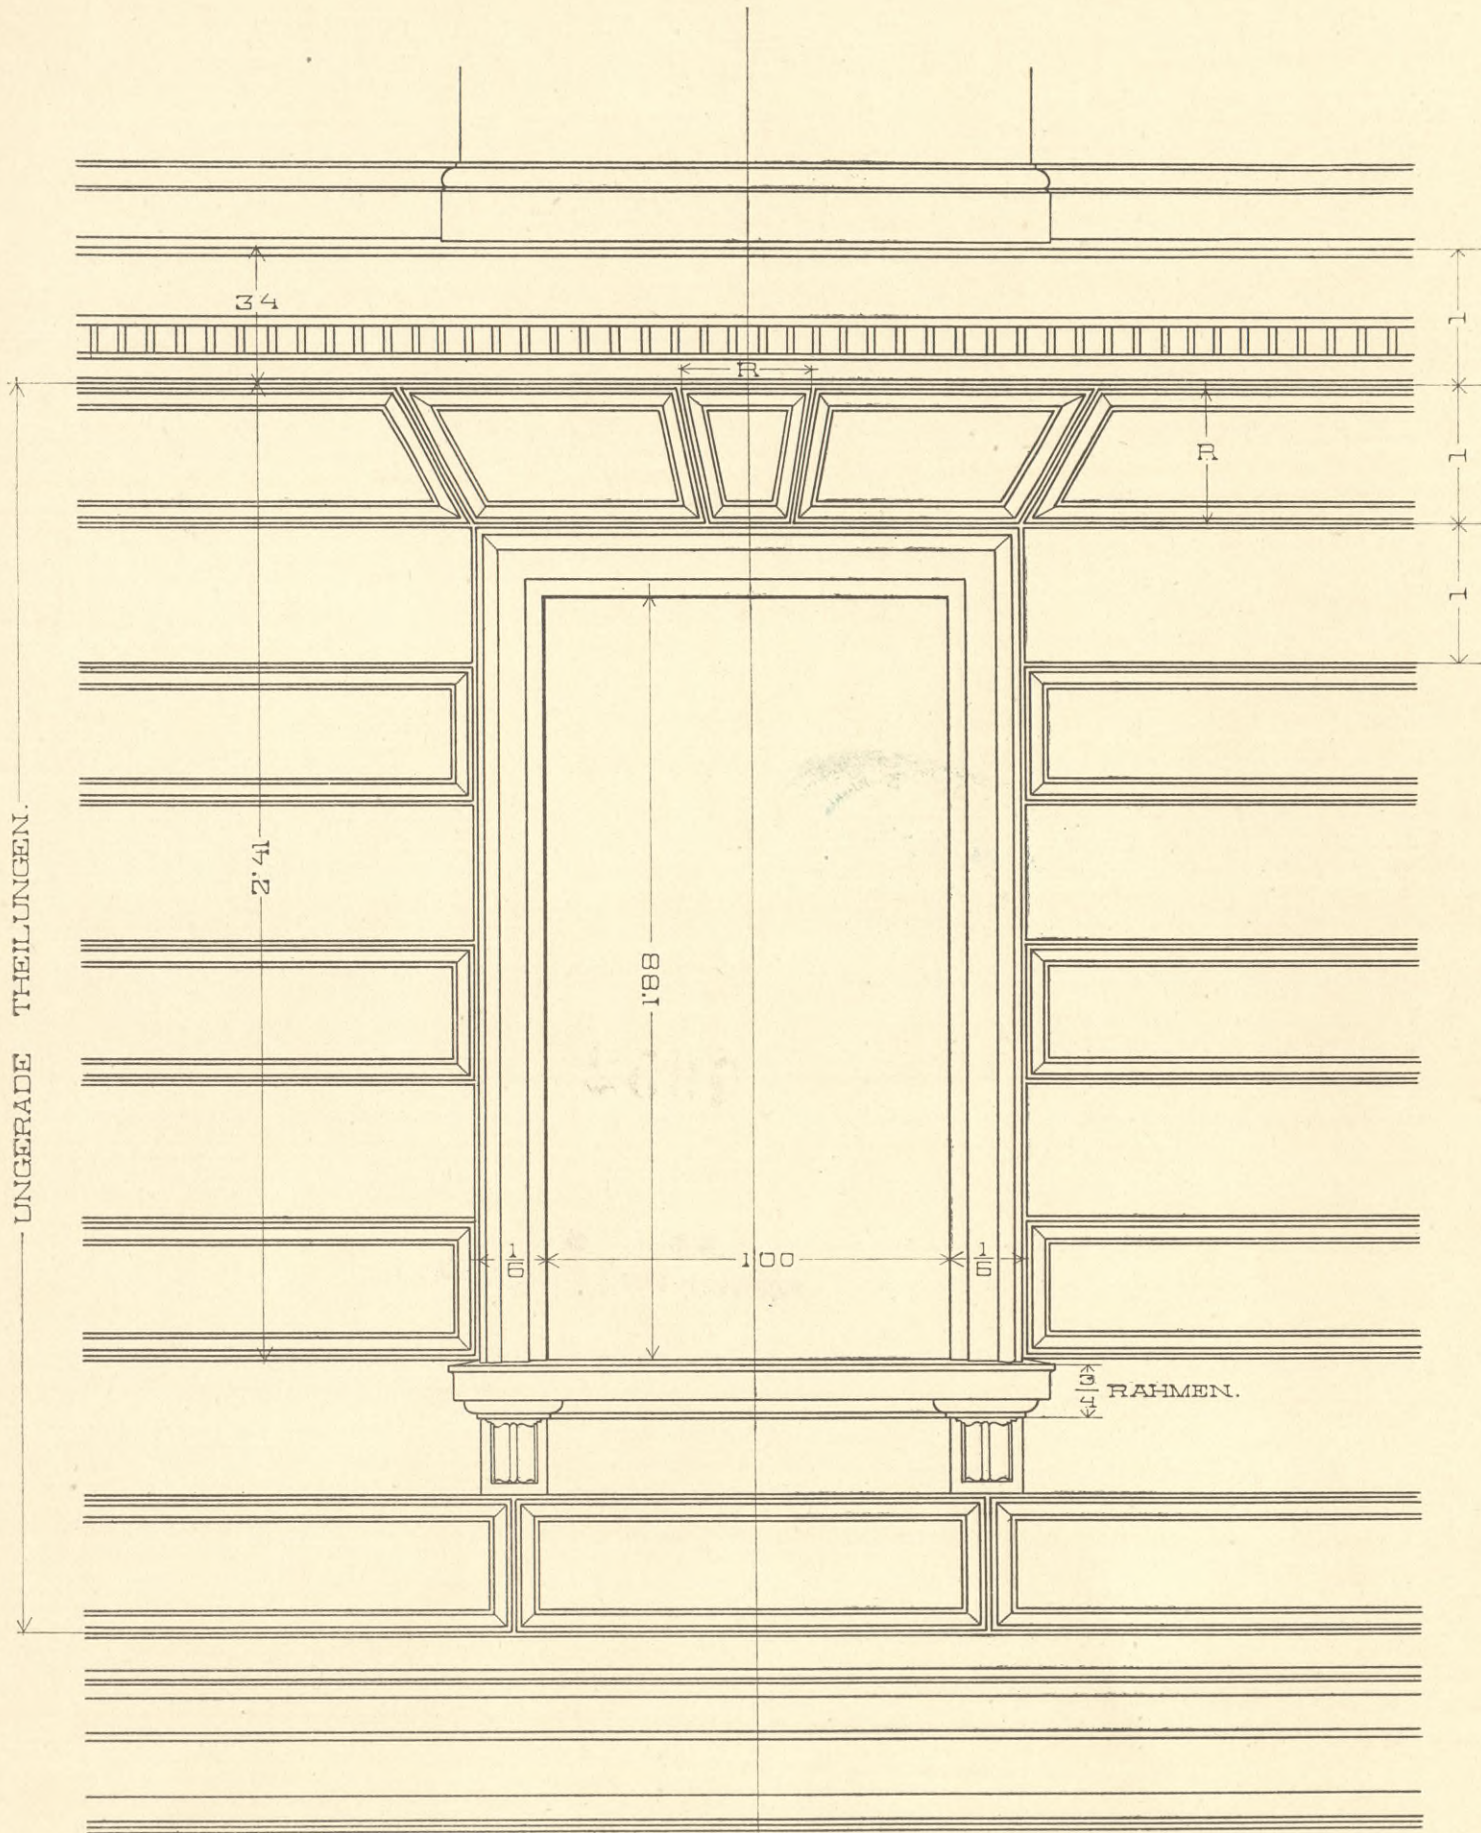 34
1
R
R
1
1
UNGERADE THEILUNGEN.
2.41
1.88
1/6
1.00
1/6
3/4 RAHMEN.